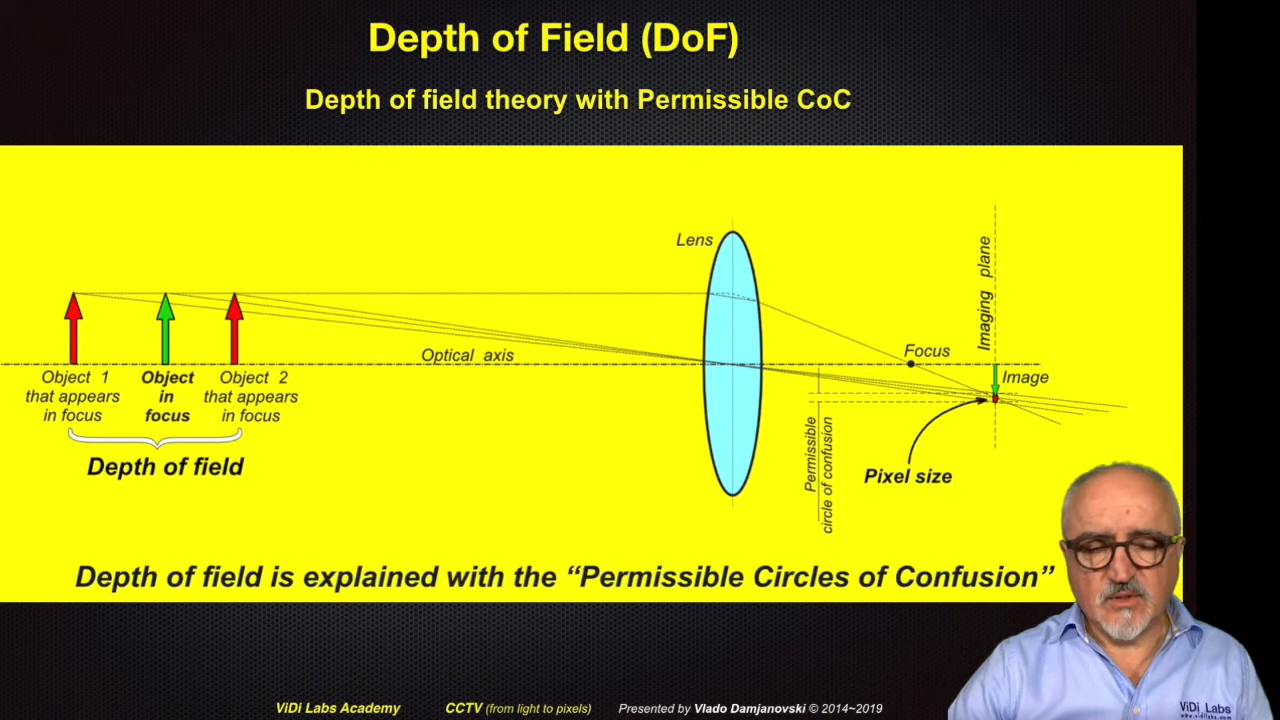 Depth of Field (DoF)
Depth of field theory with Permissible CoC
Lens
Imaging plane
Optical axis
Focus
Image
Object 1
that appears
in focus
Object
in
focus
Object 2
that appears
in focus
Depth of field
Permissible
circle of confusion
Pixel size
Depth of field is explained with the “Permissible Circles of Confusion”
ViDi Labs Academy CCTV (from light to pixels) Presented by Vlado Damjanovski © 2014~2019
ViDi Labs
www.vidilabs.com